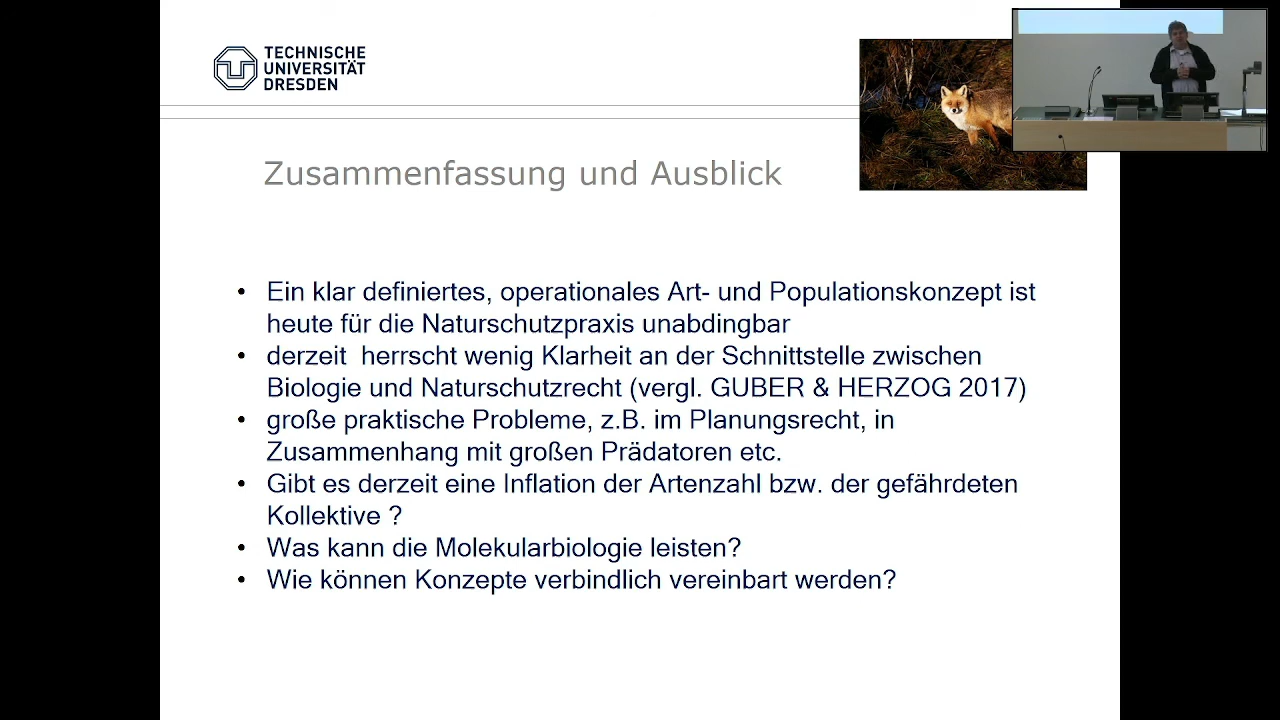 TECHNISCHE
UNIVERSITÄT
DRESDEN
Zusammenfassung und Ausblick
• Ein klar definiertes, operationales Art- und Populationskonzept ist
heute für die Naturschutzpraxis unabdingbar
• derzeit  herrscht wenig Klarheit an der Schnittstelle zwischen
Biologie und Naturschutzrecht (vergl. GUBER & HERZOG 2017)
• große praktische Probleme, z.B. im Planungsrecht, in
Zusammenhang mit großen Prädatoren etc.
• Gibt es derzeit eine Inflation der Artenzahl bzw. der gefährdeten
Kollektive ?
• Was kann die Molekularbiologie leisten?
• Wie können Konzepte verbindlich vereinbart werden?